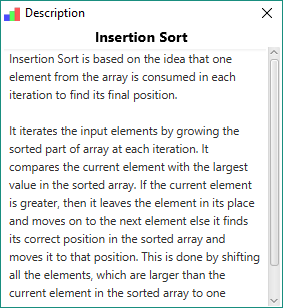 Description
Insertion Sort
Insertion Sort is based on the idea that one
element from the array is consumed in each
iteration to find its final position.
It iterates the input elements by growing the
sorted part of array at each iteration. It
compares the current element with the largest
value in the sorted array. If the current element
is greater, then it leaves the element in its place
and moves on to the next element else it finds
its correct position in the sorted array and
moves it to that position. This is done by shifting
all the elements, which are larger than the
current element in the sorted array to one